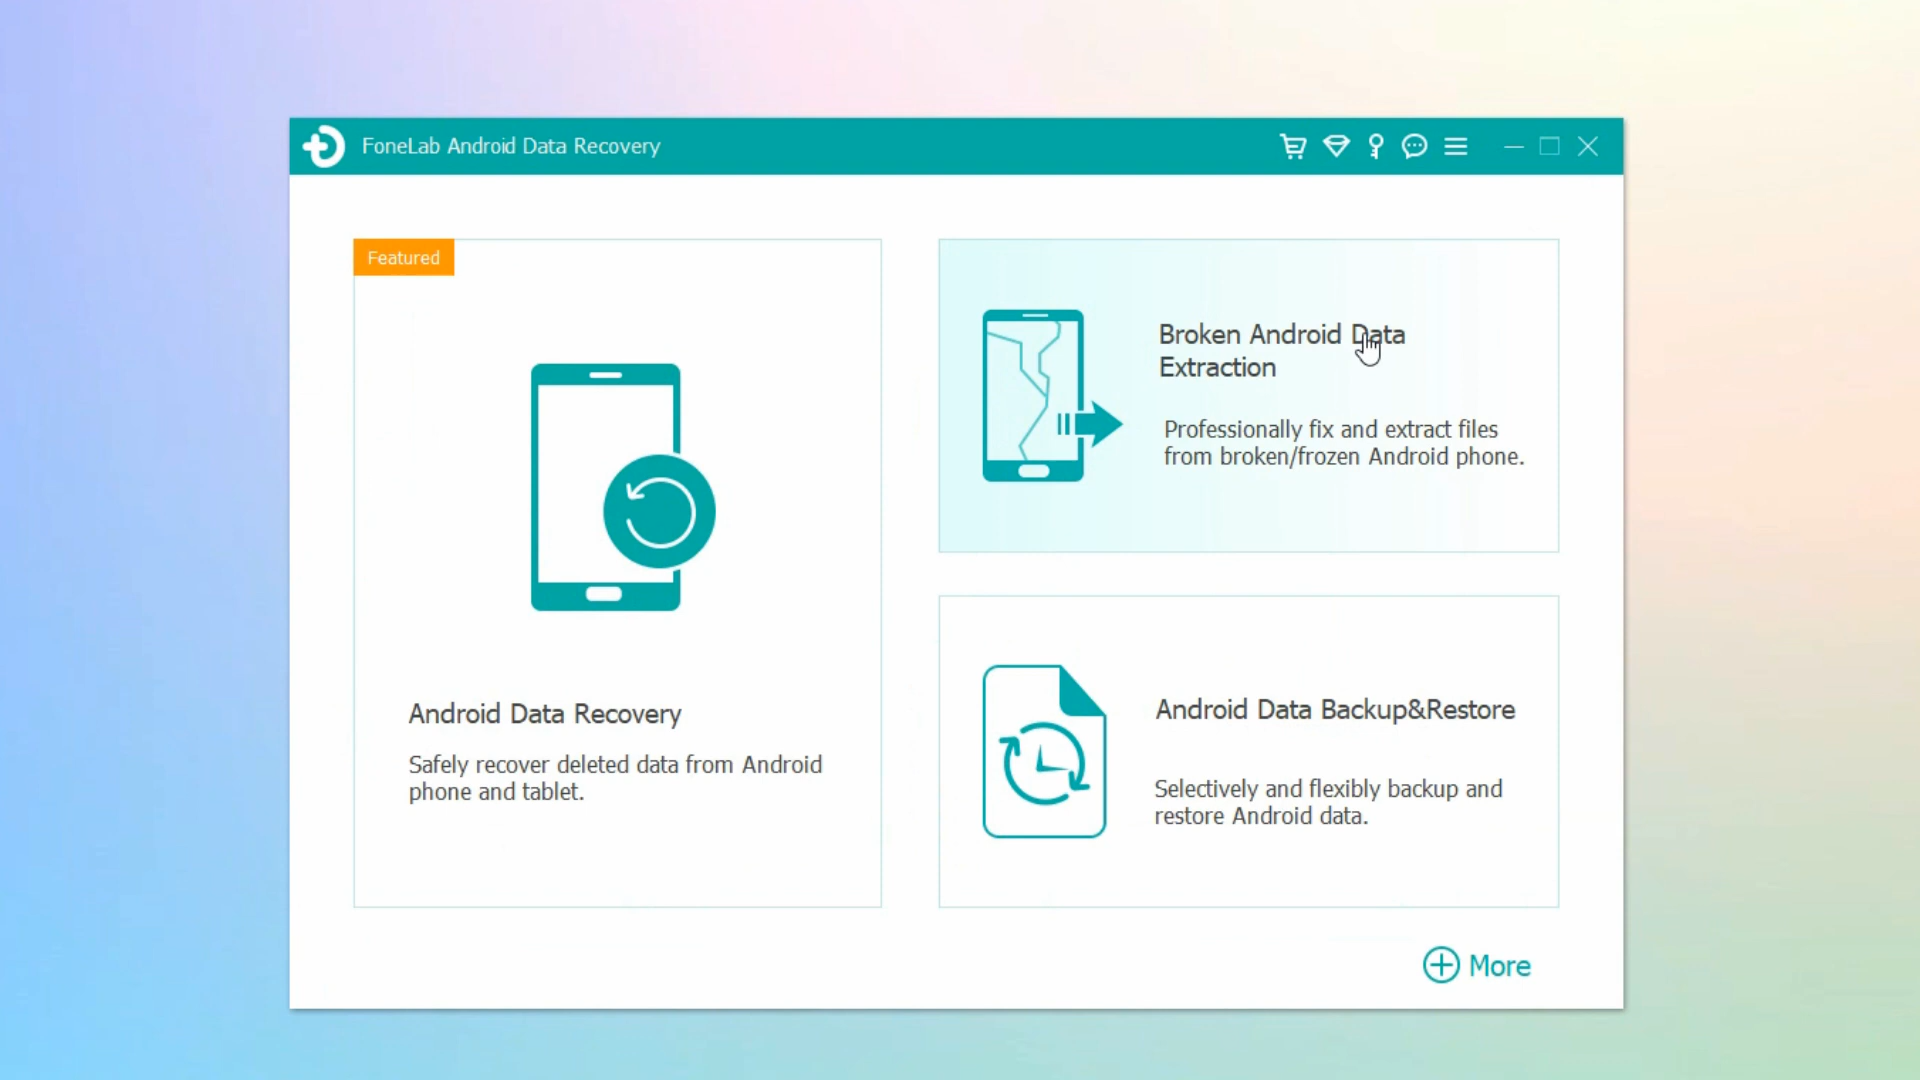 FoneLab Android Data Recovery
Featured
Android Data Recovery
Safely recover deleted data from Android
phone and tablet.
Broken Android Data
Extraction
Professionally fix and extract files
from broken/frozen Android phone.
Android Data Backup&Restore
Selectively and flexibly backup and
restore Android data.
More